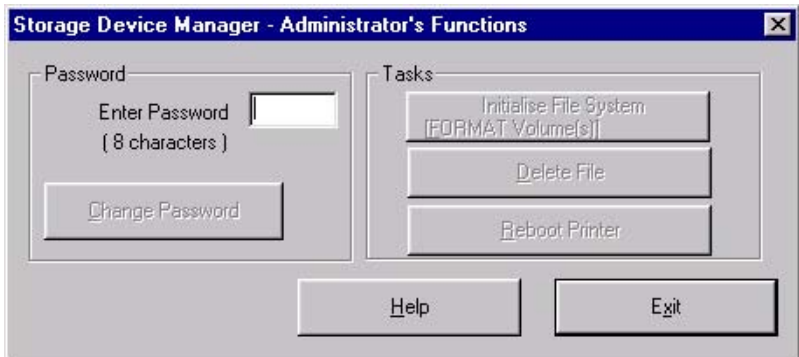 Storage Device Manager - Administrator's Functions
Password
Enter Password
( 8 characters )
Change Password
Tasks
Initialise File System
[FORMAT Volume(s)]
Delete File
Reboot Printer
Help
Exit